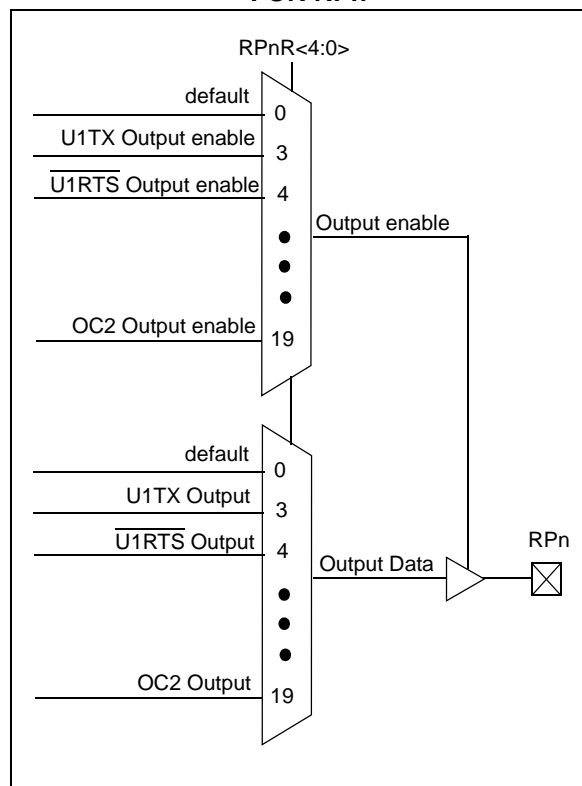 RPnR<4:0>
default
0
U1TX Output enable
3
U1RTS Output enable
4
Output enable
OC2 Output enable
19
default
0
U1TX Output
3
U1RTS Output
4
RPn
Output Data
OC2 Output
19